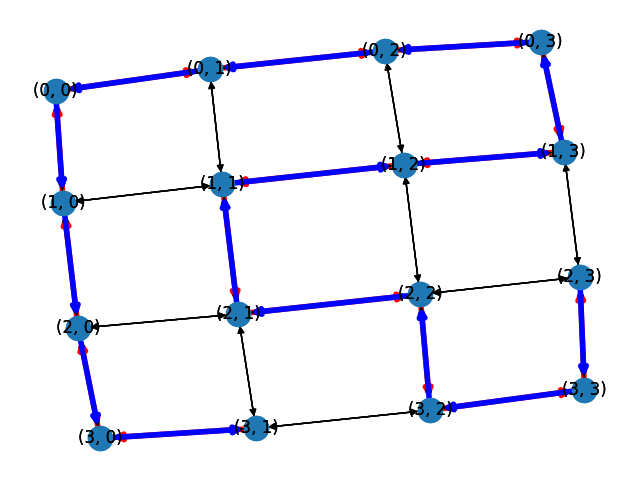 (0, 0) (0, 1) (0, 2) (0, 3)
(1, 0) (1, 1) (1, 2) (1, 3)
(2, 0) (2, 1) (2, 2) (2, 3)
(3, 0) (3, 1) (3, 2) (3, 3)